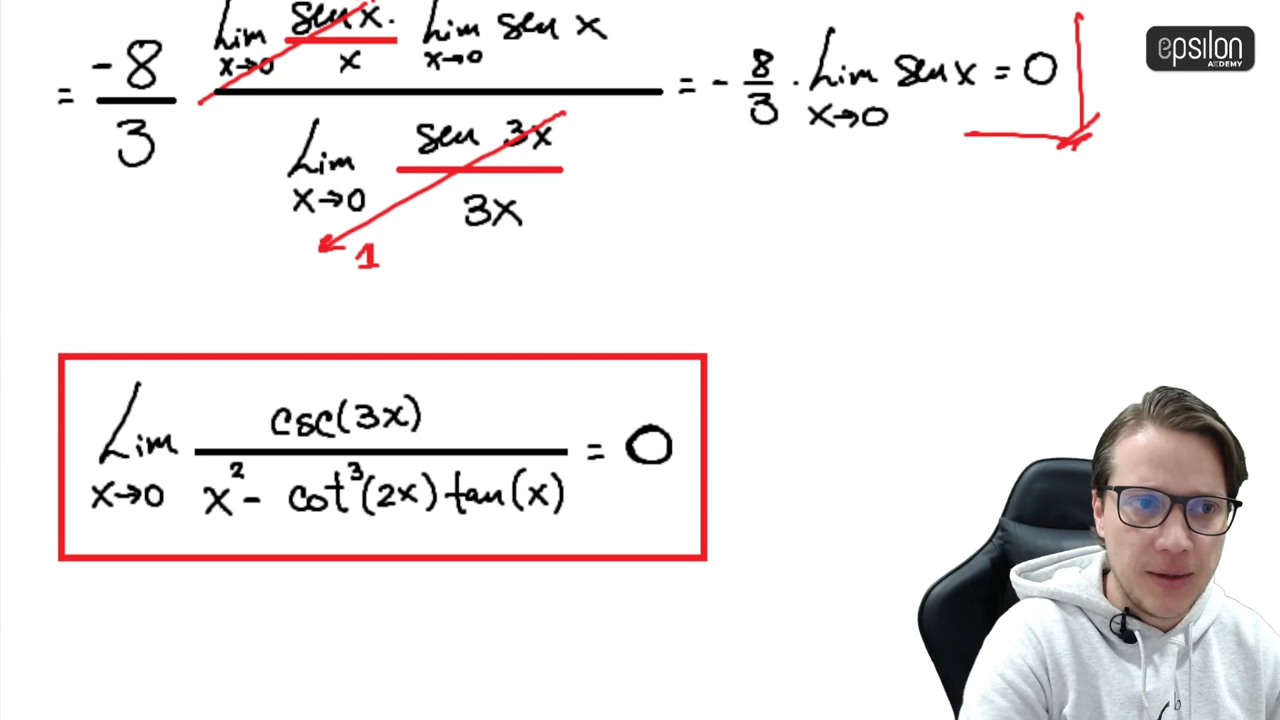 = -8/3 Lim x→0 sen x/x · Lim x→0 sen x / Lim x→0 sen 3x/3x = - 8/3 · Lim x→0 sen x = 0
1
Lim x→0 csc(3x) / x² - cot³(2x) tan(x) = 0
epsilon
ACADEMY